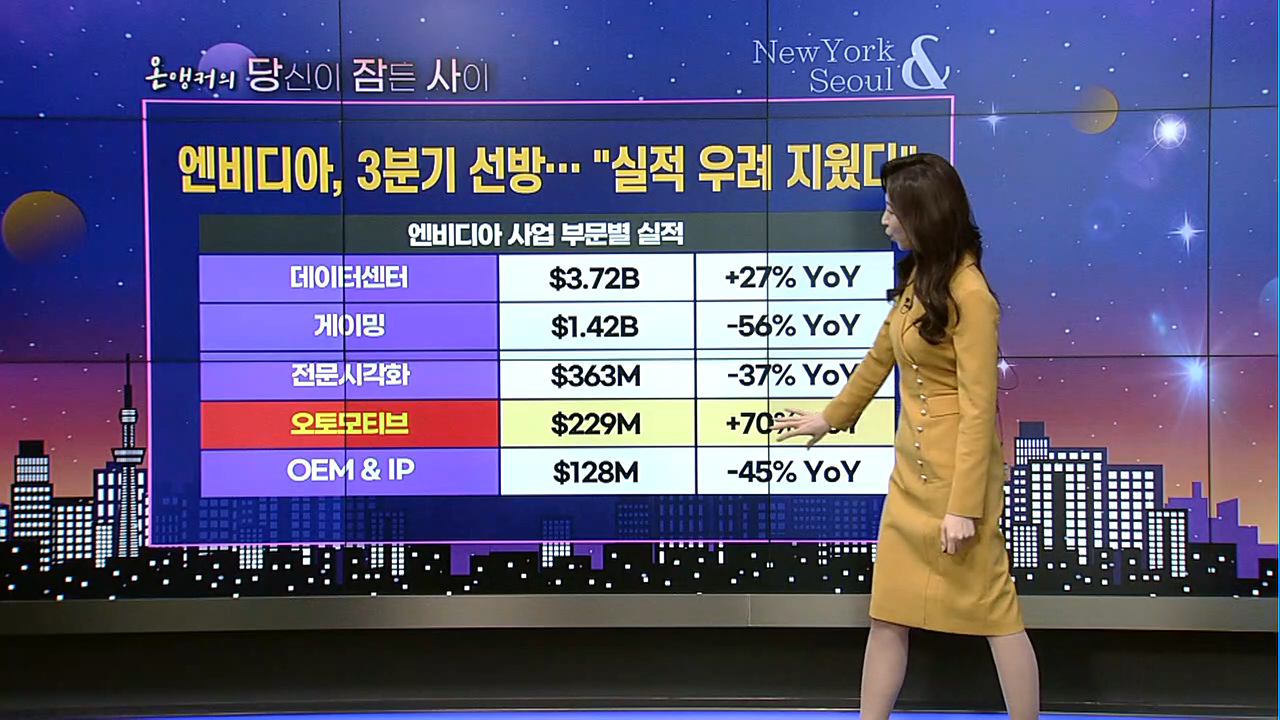 온앵커의 당신이 잠든 사이
NewYork & Seoul
엔비디아, 3분기 선방… "실적 우려 지웠다"
엔비디아 사업 부문별 실적
데이터센터 $3.72B +27% YoY
게이밍 $1.42B -56% YoY
전문시각화 $363M -37% YoY
오토모티브 $229M +70% YoY
OEM & IP $128M -45% YoY